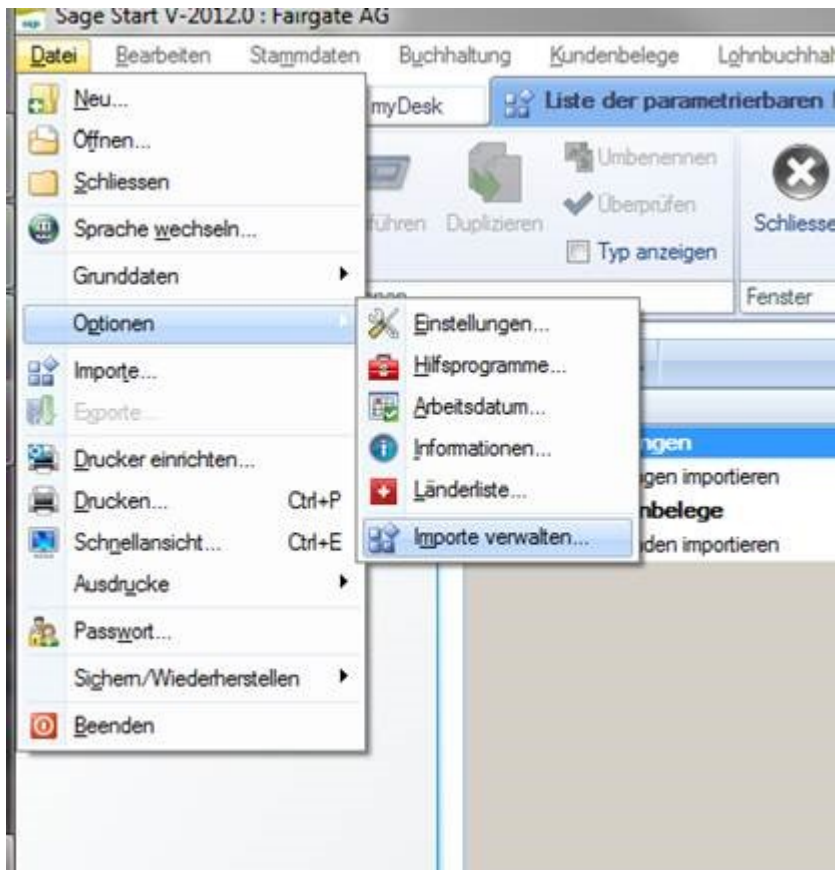 Sage Start V-2012.0 : Fairgate AG
Datei Bearbeiten Stammdaten Buchhaltung Kundenbelege Lohnbuchhal
myDesk Liste der parametrierbaren
Neu...
Öffnen...
Schliessen
Sprache wechseln...
Grunddaten
Optionen
Importe...
Exporte...
Drucker einrichten...
Drucken... Ctrl+P
Schnellansicht... Ctrl+E
Ausdrucke
Passwort...
Sichern/Wiederherstellen
Beenden
führen Duplizieren
Umbenennen
Überprüfen
Typ anzeigen
Schliesse
Fenster
Einstellungen...
Hilfsprogramme...
Arbeitsdatum...
Informationen...
Länderliste...
Importe verwalten...
ngen
gen importieren
nbelege
den importieren